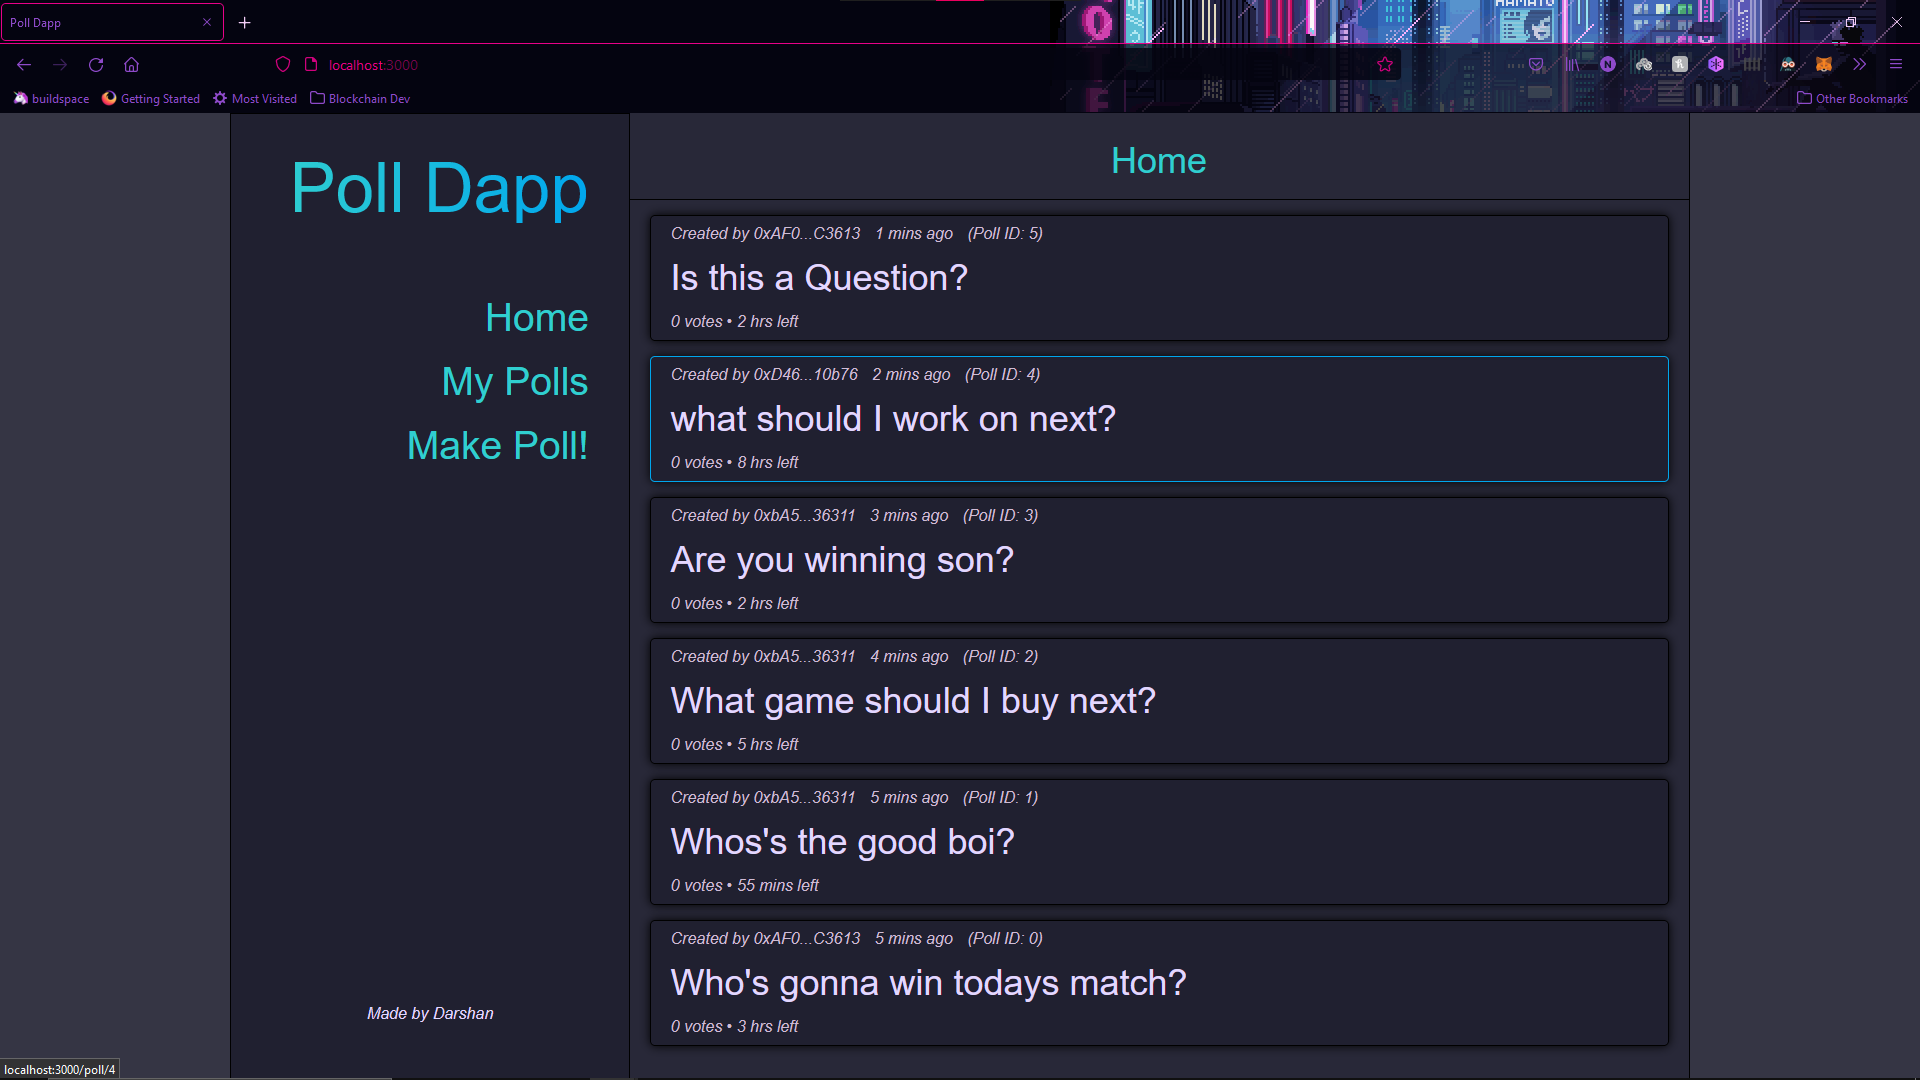 Poll Dapp
localhost:3000
buildspace
Getting Started
Most Visited
Blockchain Dev
Other Bookmarks
Poll Dapp
Home
My Polls
Make Poll!
Made by Darshan
Home
Created by 0xAF0...C3613 1 mins ago (Poll ID: 5)
Is this a Question?
0 votes • 2 hrs left
Created by 0xD46...10b76 2 mins ago (Poll ID: 4)
what should I work on next?
0 votes • 8 hrs left
Created by 0xbA5...36311 3 mins ago (Poll ID: 3)
Are you winning son?
0 votes • 2 hrs left
Created by 0xbA5...36311 4 mins ago (Poll ID: 2)
What game should I buy next?
0 votes • 5 hrs left
Created by 0xbA5...36311 5 mins ago (Poll ID: 1)
Whos's the good boi?
0 votes • 55 mins left
Created by 0xAF0...C3613 5 mins ago (Poll ID: 0)
Who's gonna win todays match?
0 votes • 3 hrs left
localhost:3000/poll/4